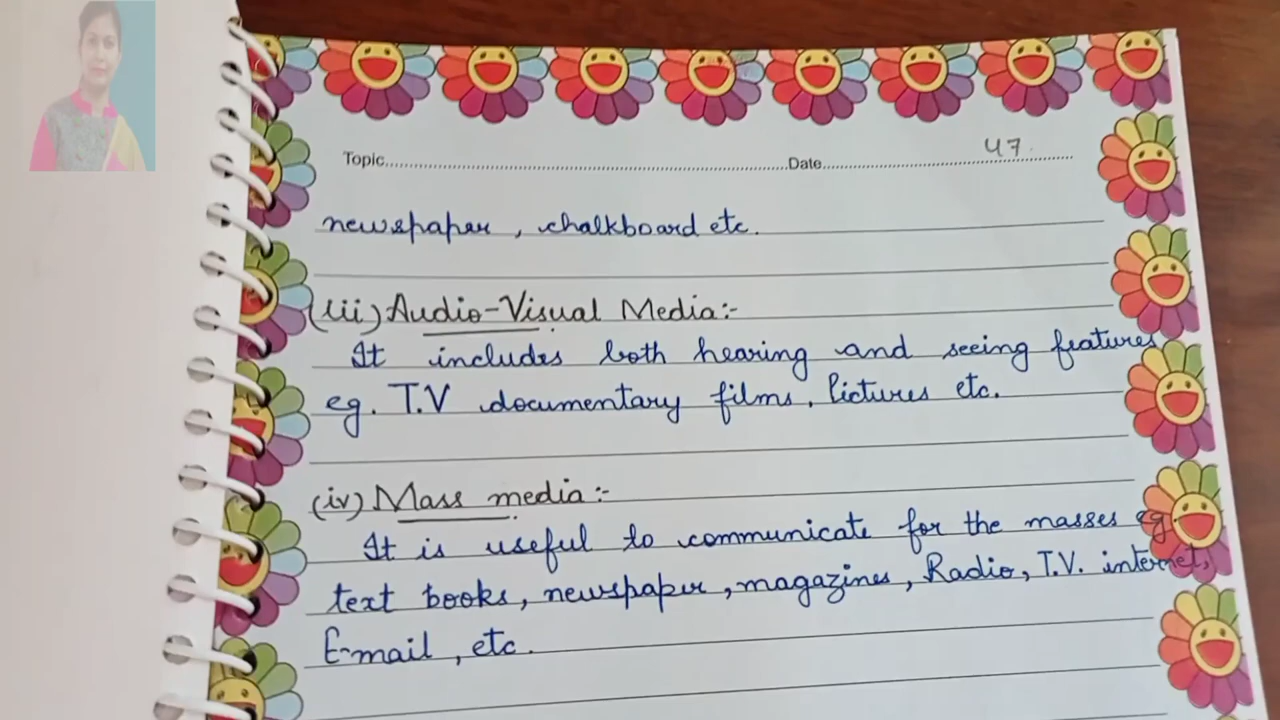 Topic Date 47
newspaper, chalkboard etc.
(iii) Audio-Visual Media:-
It includes both hearing and seeing features
eg. T.V documentary films, Pictures etc.
(iv) Mass media:-
It is useful to communicate for the masses eg
text books, newspaper, magazines, Radio, T.V. internet,
E-mail, etc.